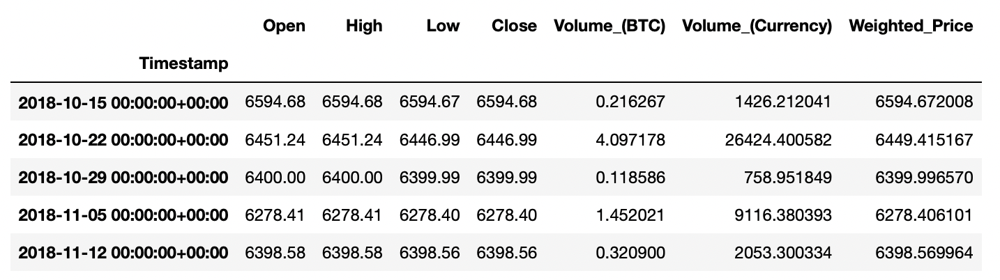 Open High Low Close Volume_(BTC) Volume_(Currency) Weighted_Price
Timestamp
2018-10-15 00:00:00+00:00 6594.68 6594.68 6594.67 6594.68 0.216267 1426.212041 6594.672008
2018-10-22 00:00:00+00:00 6451.24 6451.24 6446.99 6446.99 4.097178 26424.400582 6449.415167
2018-10-29 00:00:00+00:00 6400.00 6400.00 6399.99 6399.99 0.118586 758.951849 6399.996570
2018-11-05 00:00:00+00:00 6278.41 6278.41 6278.40 6278.40 1.452021 9116.380393 6278.406101
2018-11-12 00:00:00+00:00 6398.58 6398.58 6398.56 6398.56 0.320900 2053.300334 6398.569964